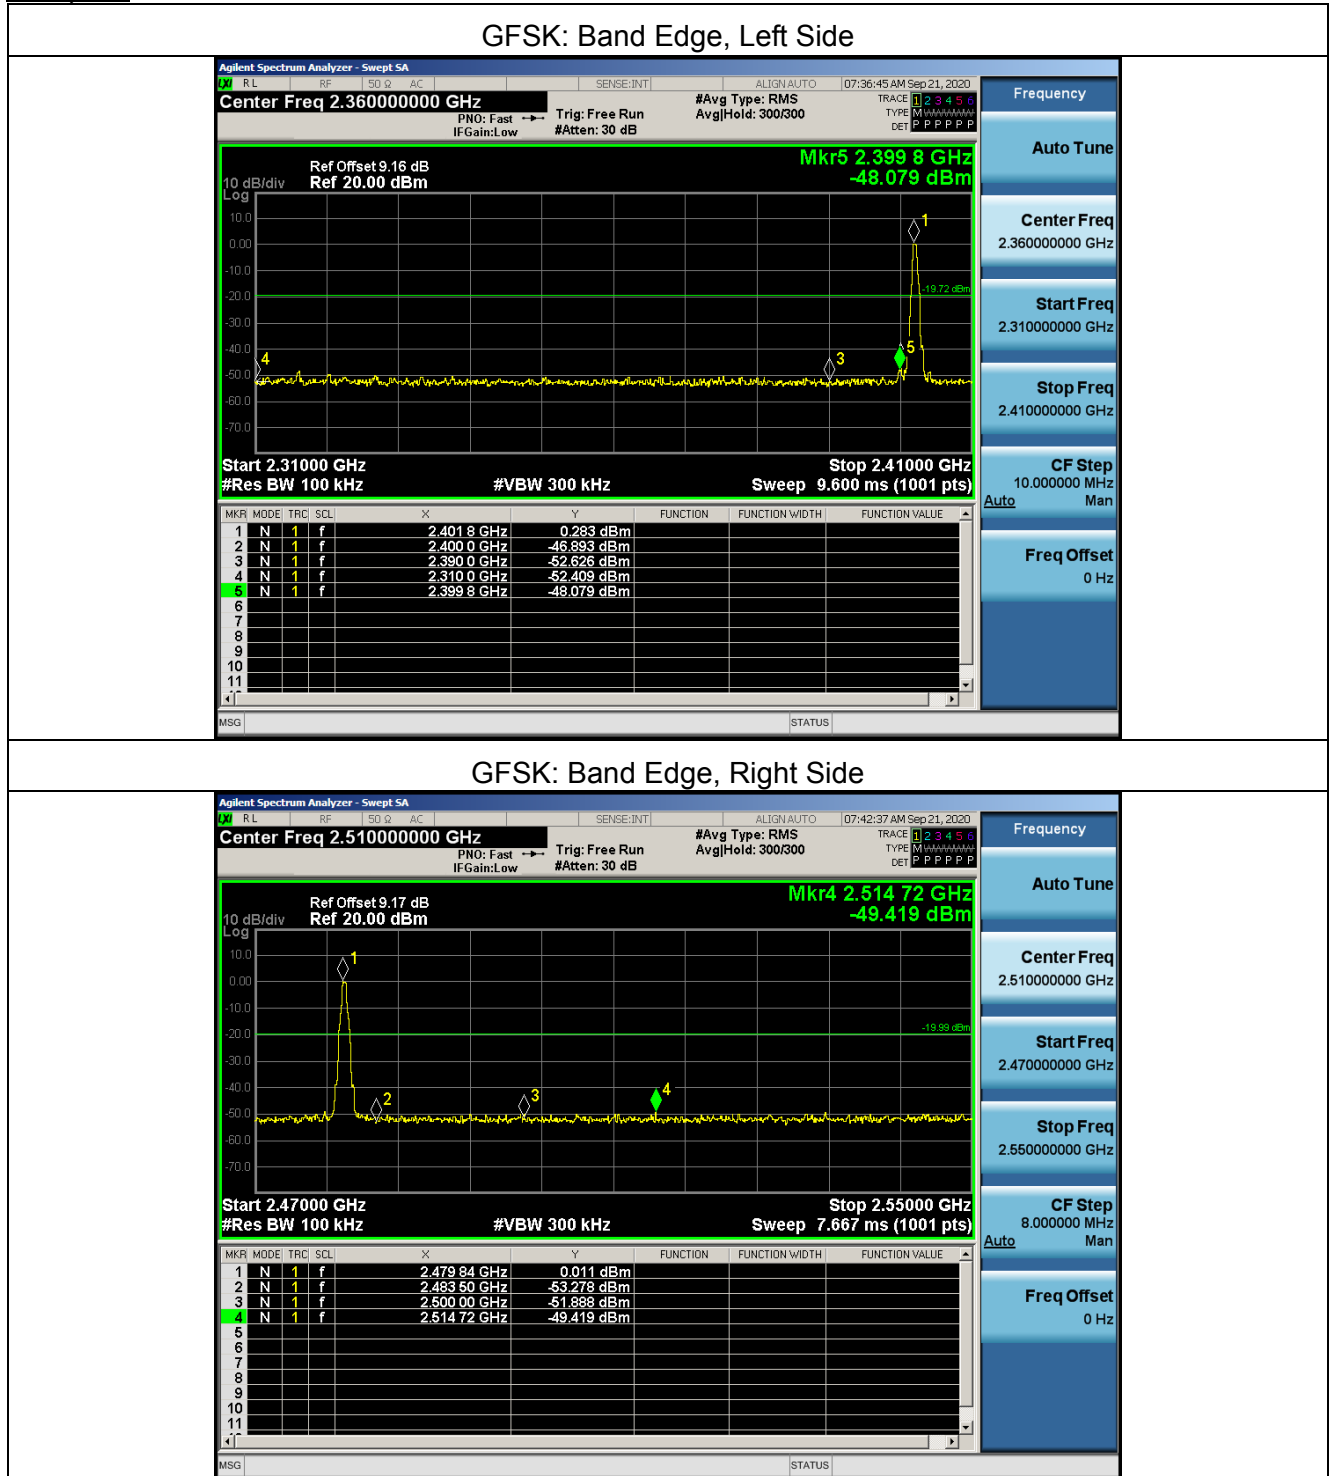 GFSK: Band Edge, Left Side
Agilent Spectrum Analyzer - Swept SA
LXI RL RF 50 Ω AC SENSE:INT ALIGN AUTO 07:36:45 AM Sep 21, 2020
Center Freq 2.360000000 GHz #Avg Type: RMS TRACE 1 2 3 4 5 6
PNO: Fast Trig: Free Run Avg|Hold: 300/300 TYPE M WWWWW
IFGain:Low #Atten: 30 dB DET P P P P P P
Frequency
Auto Tune
Mkr5 2.399 8 GHz
Ref Offset 9.16 dB
10 dB/div Ref 20.00 dBm -48.079 dBm
Log
10.0
0.00
-10.0
-20.0
-30.0
-40.0
-50.0
-60.0
-70.0
1
-19.72 dBm
4
3
5
Start 2.31000 GHz Stop 2.41000 GHz
#Res BW 100 kHz #VBW 300 kHz Sweep 9.600 ms (1001 pts)
MKR MODE TRC SCL X Y FUNCTION FUNCTION WIDTH FUNCTION VALUE
1 N 1 f 2.401 8 GHz 0.283 dBm
2 N 1 f 2.400 0 GHz -46.893 dBm
3 N 1 f 2.390 0 GHz -52.626 dBm
4 N 1 f 2.310 0 GHz -52.409 dBm
5 N 1 f 2.399 8 GHz -48.079 dBm
6
7
8
9
10
11
MSG STATUS
Center Freq
2.360000000 GHz
Start Freq
2.310000000 GHz
Stop Freq
2.410000000 GHz
CF Step
10.000000 MHz
Auto Man
Freq Offset
0 Hz
GFSK: Band Edge, Right Side
Agilent Spectrum Analyzer - Swept SA
LXI RL RF 50 Ω AC SENSE:INT ALIGN AUTO 07:42:37 AM Sep 21, 2020
Center Freq 2.510000000 GHz #Avg Type: RMS TRACE 1 2 3 4 5 6
PNO: Fast Trig: Free Run Avg|Hold: 300/300 TYPE M WWWWW
IFGain:Low #Atten: 30 dB DET P P P P P P
Frequency
Auto Tune
Mkr4 2.514 72 GHz
Ref Offset 9.17 dB
10 dB/div Ref 20.00 dBm -49.419 dBm
Log
10.0
0.00
-10.0
-20.0
-30.0
-40.0
-50.0
-60.0
-70.0
1
-19.99 dBm
2
3
4
Start 2.47000 GHz Stop 2.55000 GHz
#Res BW 100 kHz #VBW 300 kHz Sweep 7.667 ms (1001 pts)
MKR MODE TRC SCL X Y FUNCTION FUNCTION WIDTH FUNCTION VALUE
1 N 1 f 2.479 84 GHz 0.011 dBm
2 N 1 f 2.483 50 GHz -53.278 dBm
3 N 1 f 2.500 00 GHz -51.888 dBm
4 N 1 f 2.514 72 GHz -49.419 dBm
5
6
7
8
9
10
11
MSG STATUS
Center Freq
2.510000000 GHz
Start Freq
2.470000000 GHz
Stop Freq
2.550000000 GHz
CF Step
8.000000 MHz
Auto Man
Freq Offset
0 Hz